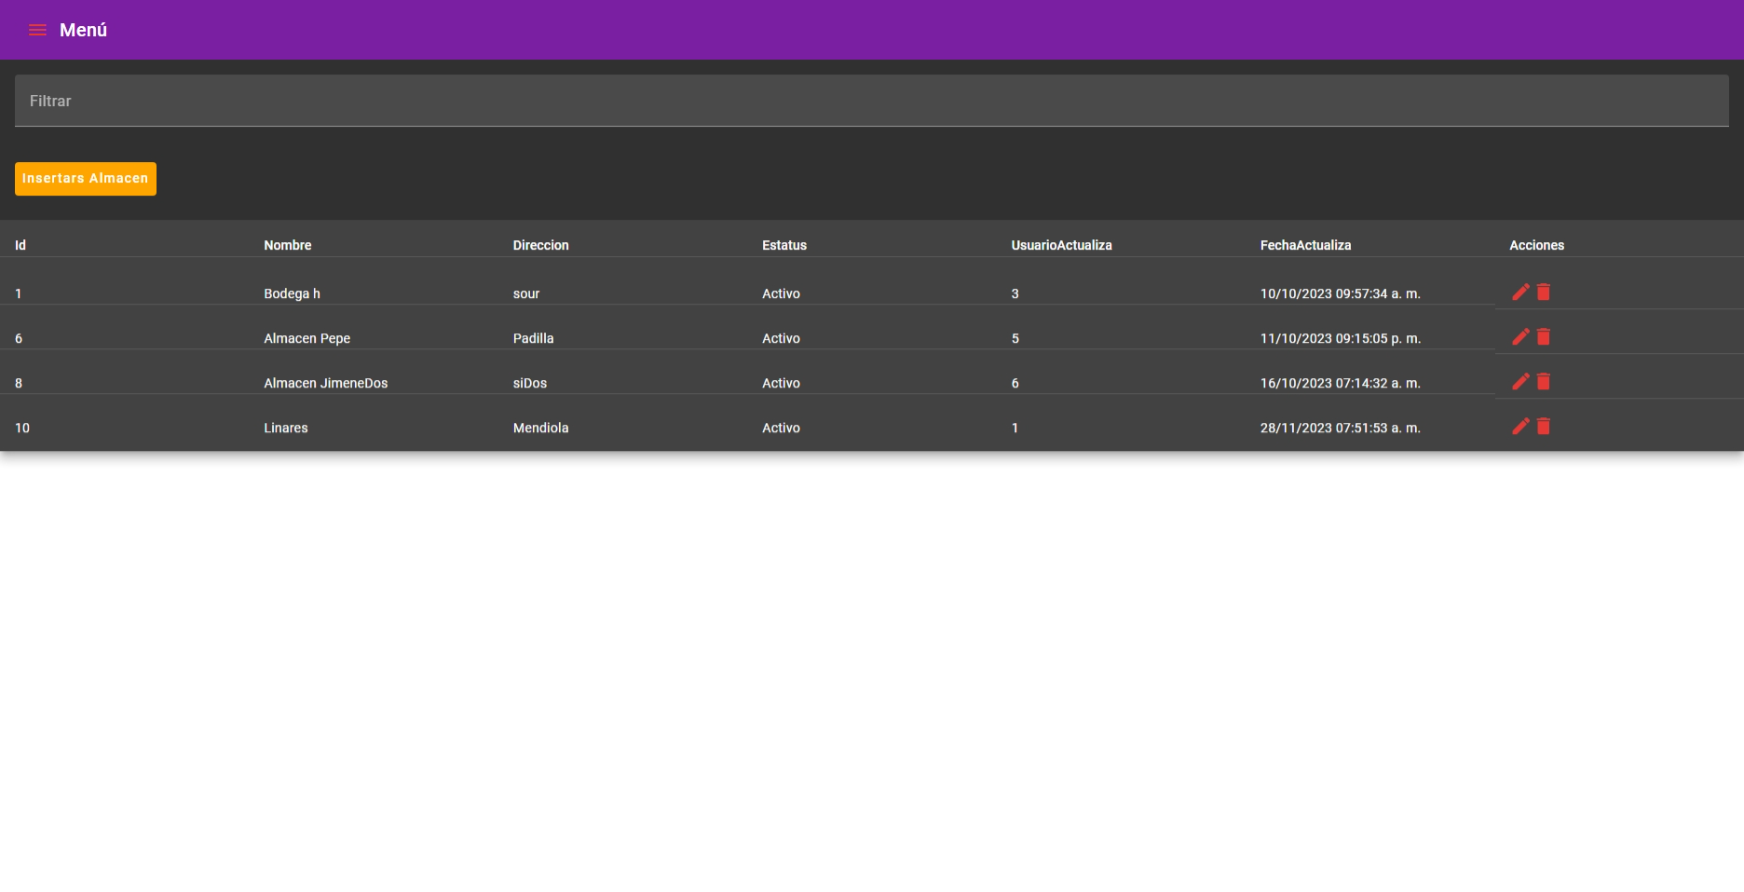 Menú
Filtrar
Insertars Almacen
Id Nombre Direccion Estatus UsuarioActualiza FechaActualiza Acciones
1 Bodega h sour Activo 3 10/10/2023 09:57:34 a. m.
6 Almacen Pepe Padilla Activo 5 11/10/2023 09:15:05 p. m.
8 Almacen JimeneDos siDos Activo 6 16/10/2023 07:14:32 a. m.
10 Linares Mendiola Activo 1 28/11/2023 07:51:53 a. m.